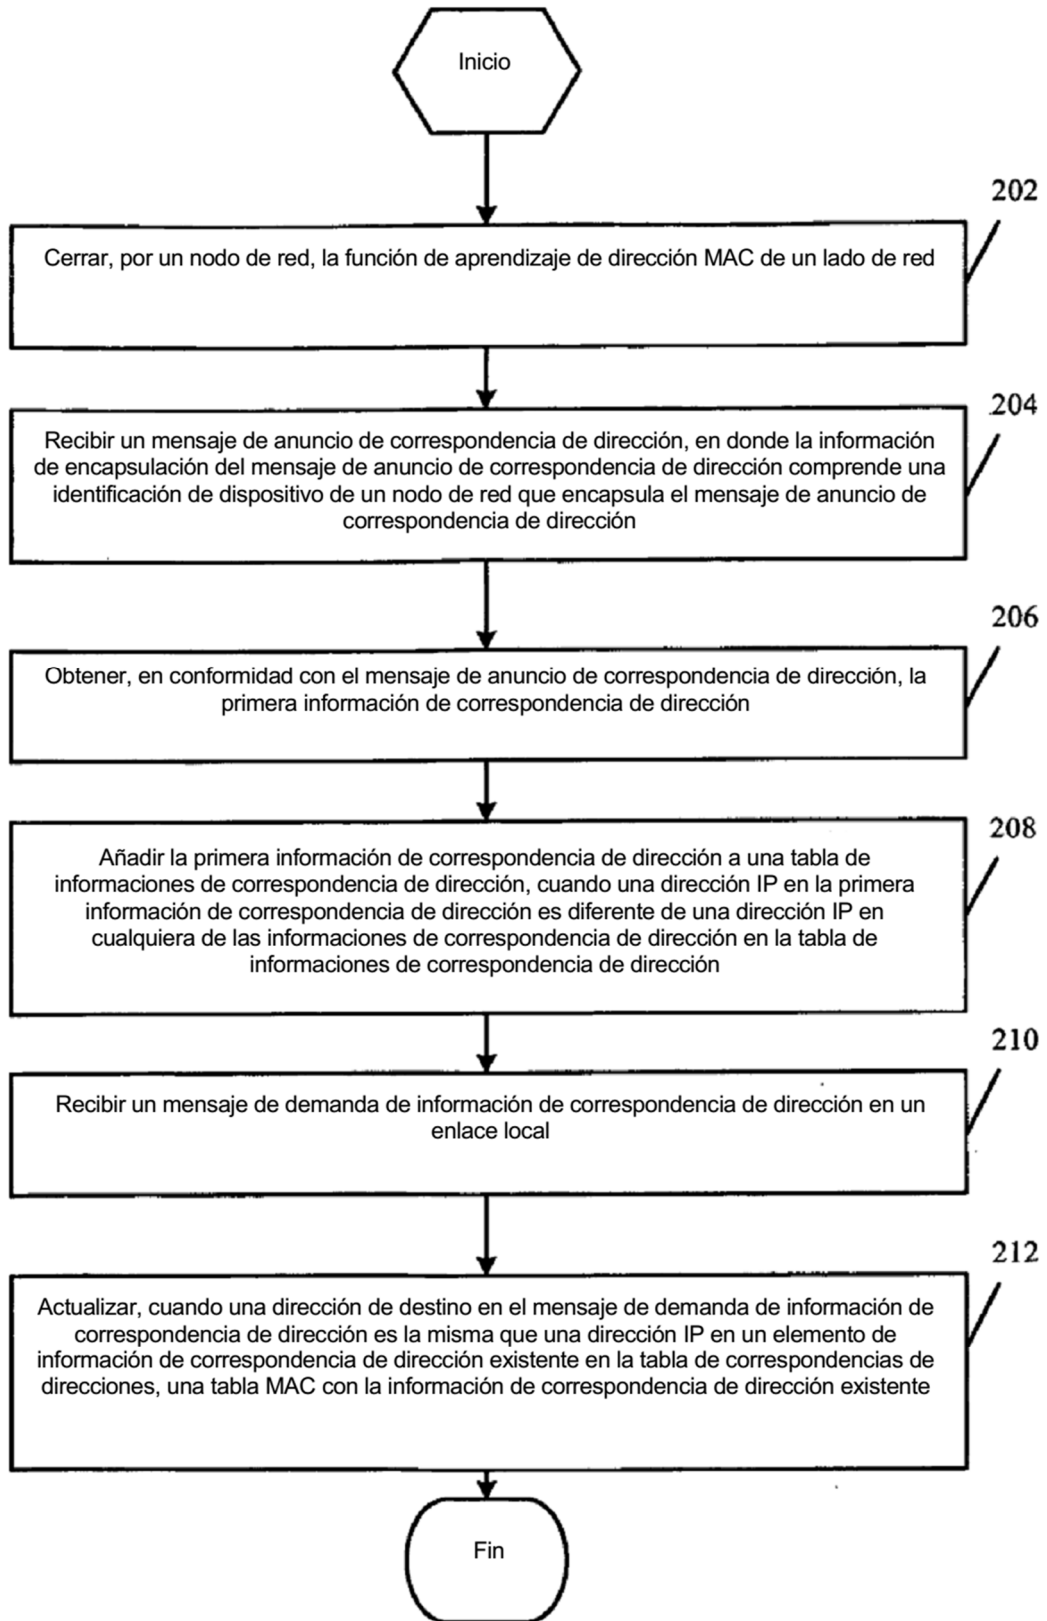 Inicio
202
Cerrar, por un nodo de red, la función de aprendizaje de dirección MAC de un lado de red
204
Recibir un mensaje de anuncio de correspondencia de dirección, en donde la información
de encapsulación del mensaje de anuncio de correspondencia de dirección comprende una
identificación de dispositivo de un nodo de red que encapsula el mensaje de anuncio de
correspondencia de dirección
206
Obtener, en conformidad con el mensaje de anuncio de correspondencia de dirección, la
primera información de correspondencia de dirección
208
Añadir la primera información de correspondencia de dirección a una tabla de
informaciones de correspondencia de dirección, cuando una dirección IP en la primera
información de correspondencia de dirección es diferente de una dirección IP en
cualquiera de las informaciones de correspondencia de dirección en la tabla de
informaciones de correspondencia de dirección
210
Recibir un mensaje de demanda de información de correspondencia de dirección en un
enlace local
212
Actualizar, cuando una dirección de destino en el mensaje de demanda de información de
correspondencia de dirección es la misma que una dirección IP en un elemento de
información de correspondencia de dirección existente en la tabla de correspondencias de
direcciones, una tabla MAC con la información de correspondencia de dirección existente
Fin